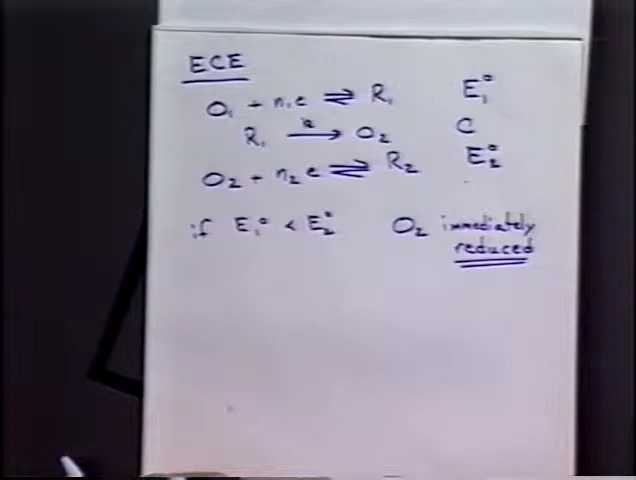 ECE
O₁ + n₁e ⇌ R₁ E₁°
R₁ —k→ O₂ C
O₂ + n₂e ⇌ R₂ E₂°
if E₁° < E₂° O₂ immediately
reduced